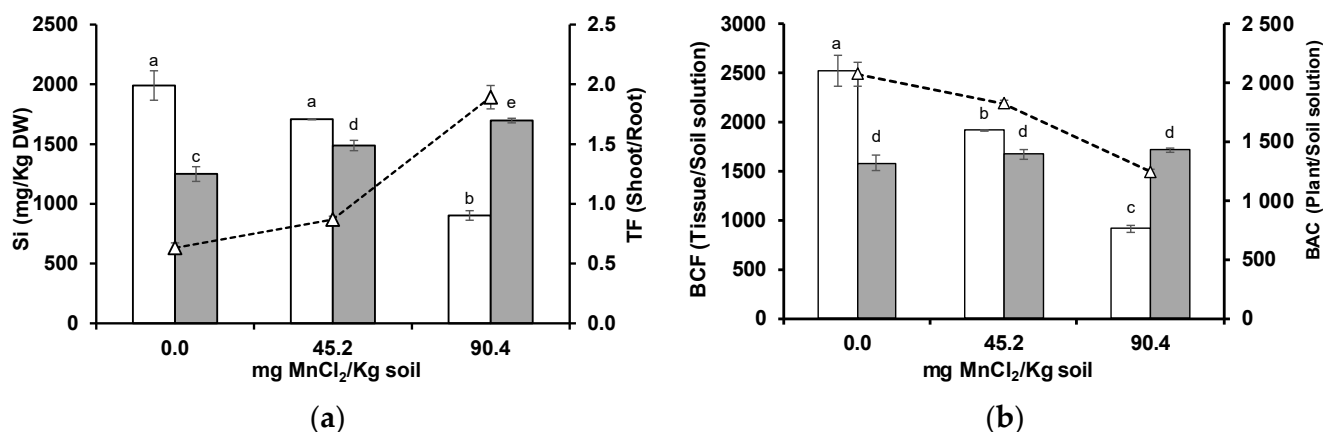 Si (mg/Kg DW)
2500
2000
1500
1000
500
0
a
c
a
d
b
e
2.5
2.0
1.5
1.0
0.5
0.0
TF (Shoot/Root)
0.0 45.2 90.4
mg MnCl₂/Kg soil
(a)
BCF (Tissue/Soil solution)
3000
2500
2000
1500
1000
500
0
a
d
b
d
c
d
2 500
2 000
1 500
1 000
500
0
BAC (Plant/Soil solution)
0.0 45.2 90.4
mg MnCl₂/Kg soil
(b)